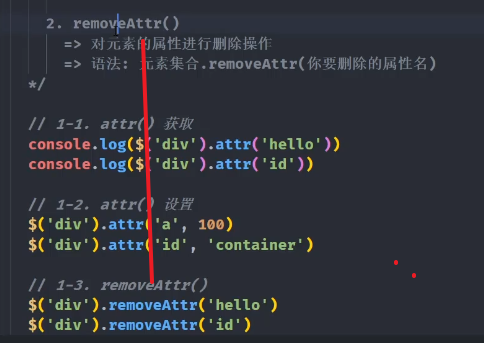 2. removeAttr()
=> 对元素的属性进行删除操作
=> 语法: 元素集合.removeAttr(你要删除的属性名)
*/
// 1-1. attr() 获取
console.log($('div').attr('hello'))
console.log($('div').attr('id'))
// 1-2. attr() 设置
$('div').attr('a', 100)
$('div').attr('id', 'container')
// 1-3. removeAttr()
$('div').removeAttr('hello')
$('div').removeAttr('id')